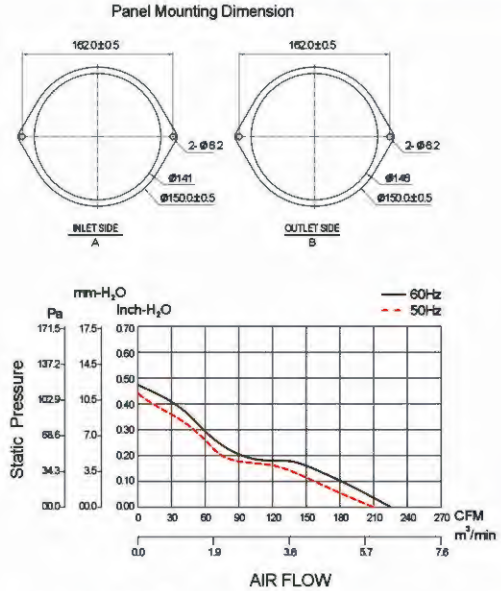 Panel Mounting Dimension
162.0±0.5
162.0±0.5
2- Ø6.2
2- Ø6.2
Ø141
Ø146
Ø150.0±0.5
Ø150.0±0.5
INLET SIDE
A
OUTLET SIDE
B
mm-H₂O
Pa
Inch-H₂O
60Hz
50Hz
171.5 17.5 0.70
0.60
137.2 14.5 0.50
102.9 10.5 0.40
68.6 7.0 0.30
0.20
34.3 3.5 0.10
00.0 00.0 0.00
Static Pressure
0 30 60 90 120 150 180 210 240 270 CFM
m³/min
0.0 1.9 3.8 5.7 7.6
AIR FLOW